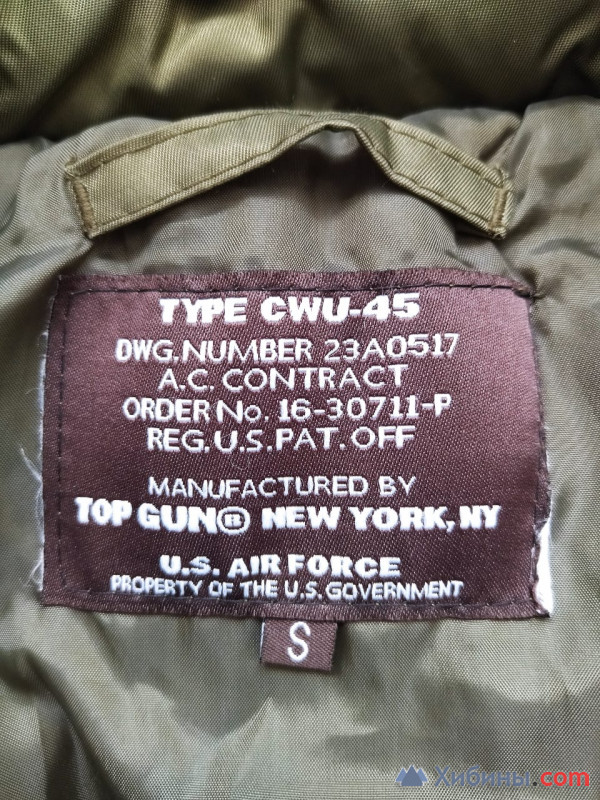 TYPE CWU-45
DWG.NUMBER 23A0517
A.C. CONTRACT
ORDER No. 16-30711-P
REG.U.S.PAT.OFF
MANUFACTURED BY
TOP GUN® NEW YORK, NY
U.S. AIR FORCE
PROPERTY OF THE U.S. GOVERNMENT
S
Хибины.com